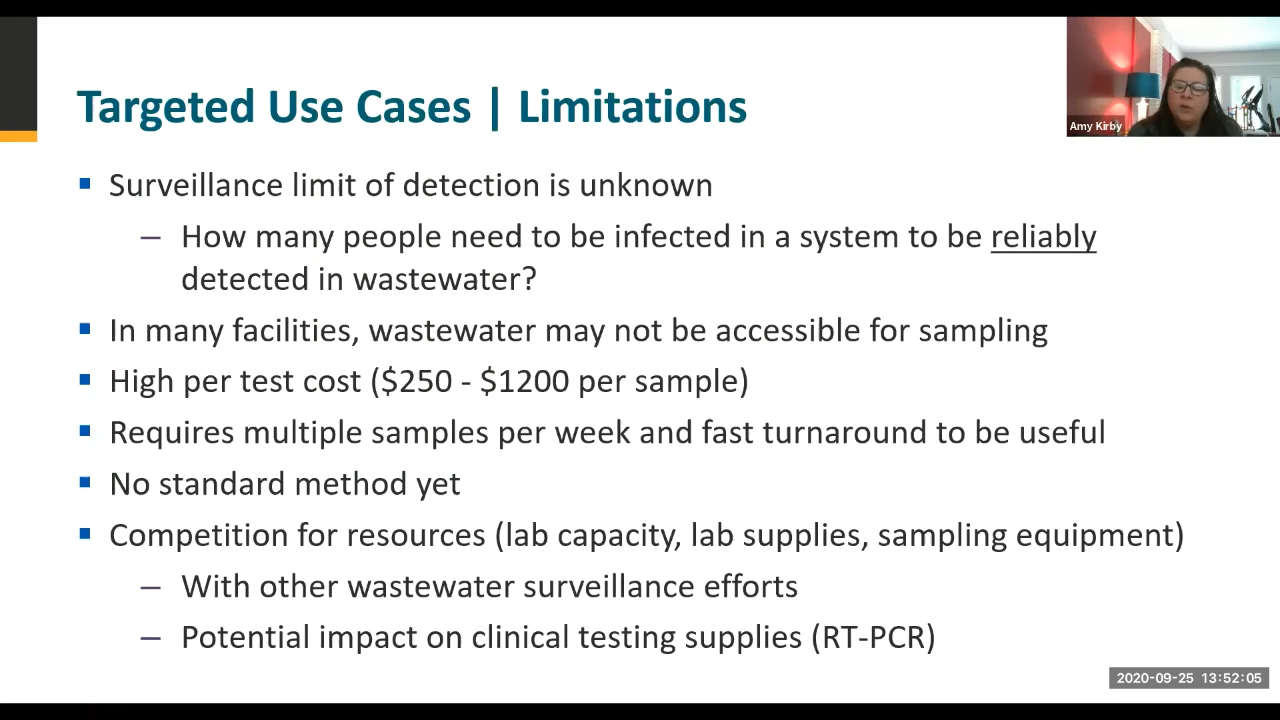 Targeted Use Cases | Limitations
Amy Kirby
▪ Surveillance limit of detection is unknown
– How many people need to be infected in a system to be reliably
detected in wastewater?
▪ In many facilities, wastewater may not be accessible for sampling
▪ High per test cost ($250 - $1200 per sample)
▪ Requires multiple samples per week and fast turnaround to be useful
▪ No standard method yet
▪ Competition for resources (lab capacity, lab supplies, sampling equipment)
– With other wastewater surveillance efforts
– Potential impact on clinical testing supplies (RT-PCR)
2020-09-25 13:52:05